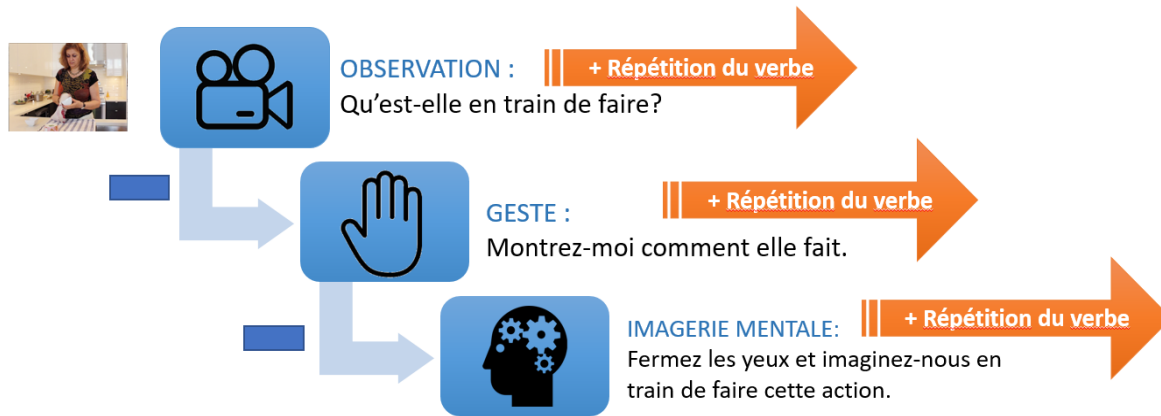 OBSERVATION :
+ Répétition du verbe
Qu'est-elle en train de faire?
GESTE :
+ Répétition du verbe
Montrez-moi comment elle fait.
IMAGERIE MENTALE:
+ Répétition du verbe
Fermez les yeux et imaginez-nous en
train de faire cette action.